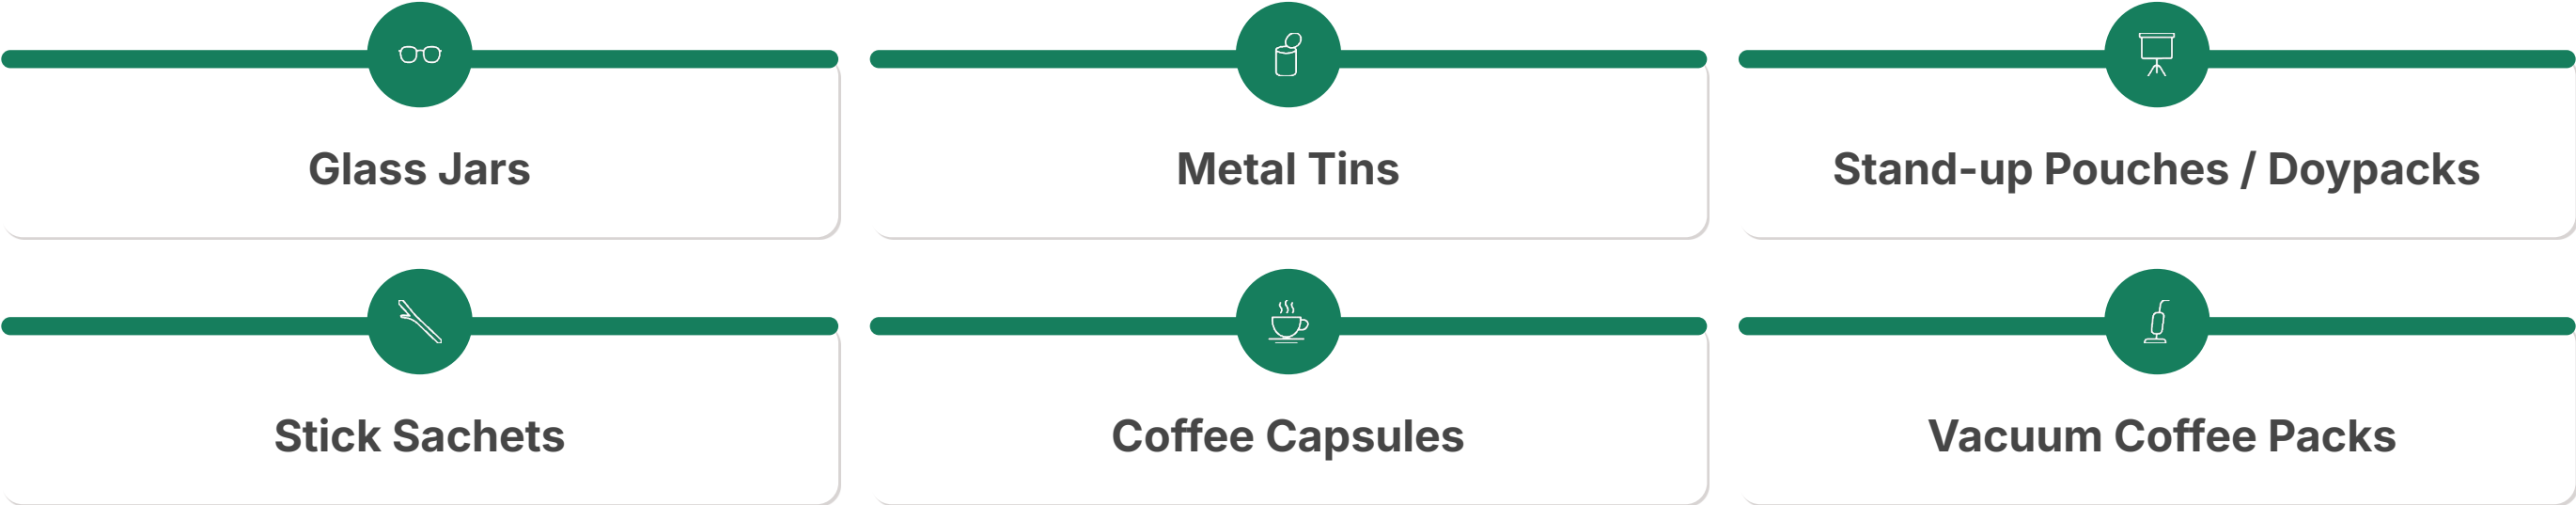 Glass Jars
Metal Tins
Stand-up Pouches / Doypacks
Stick Sachets
Coffee Capsules
Vacuum Coffee Packs